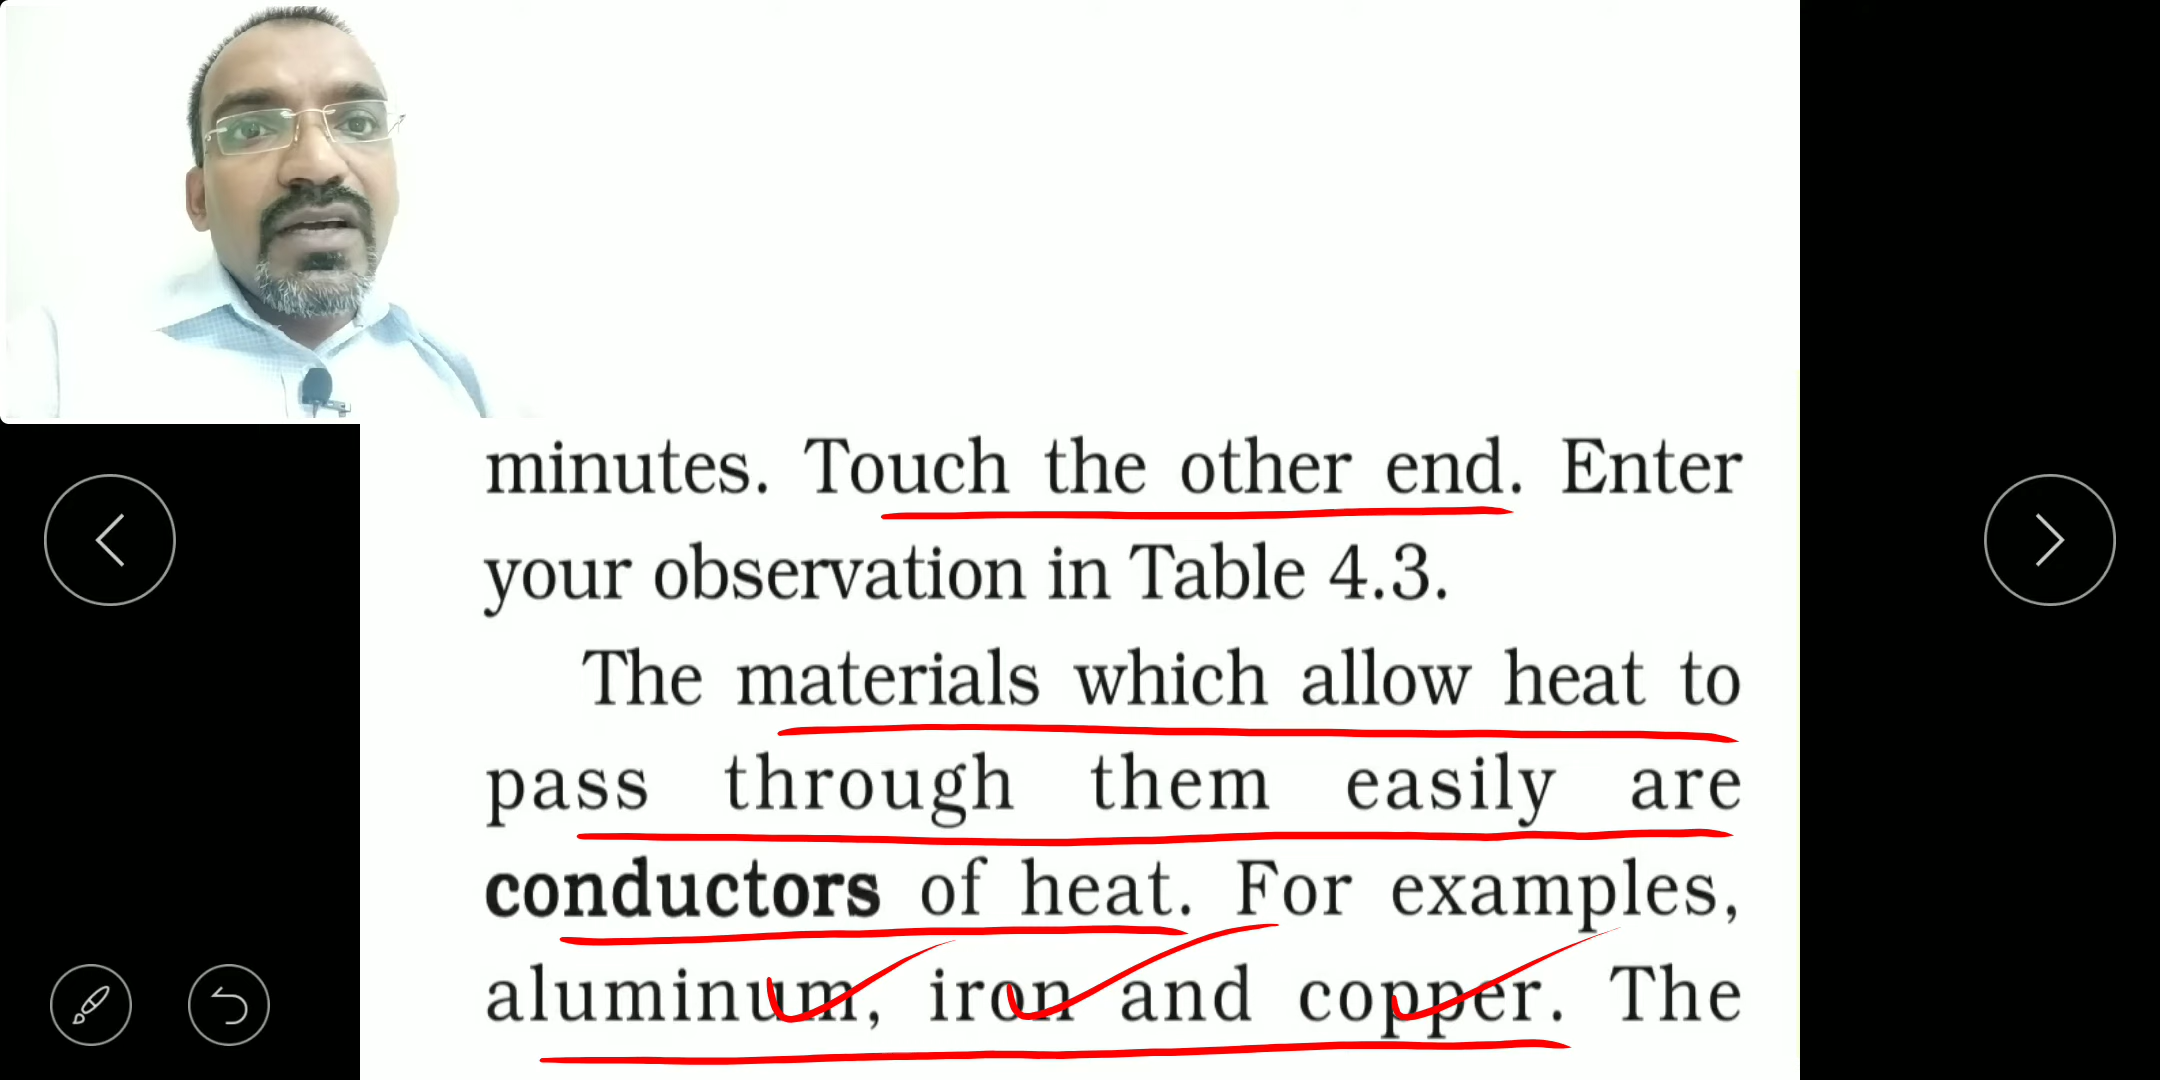 minutes. Touch the other end. Enter
your observation in Table 4.3.
The materials which allow heat to
pass through them easily are
conductors of heat. For examples,
aluminum, iron and copper. The